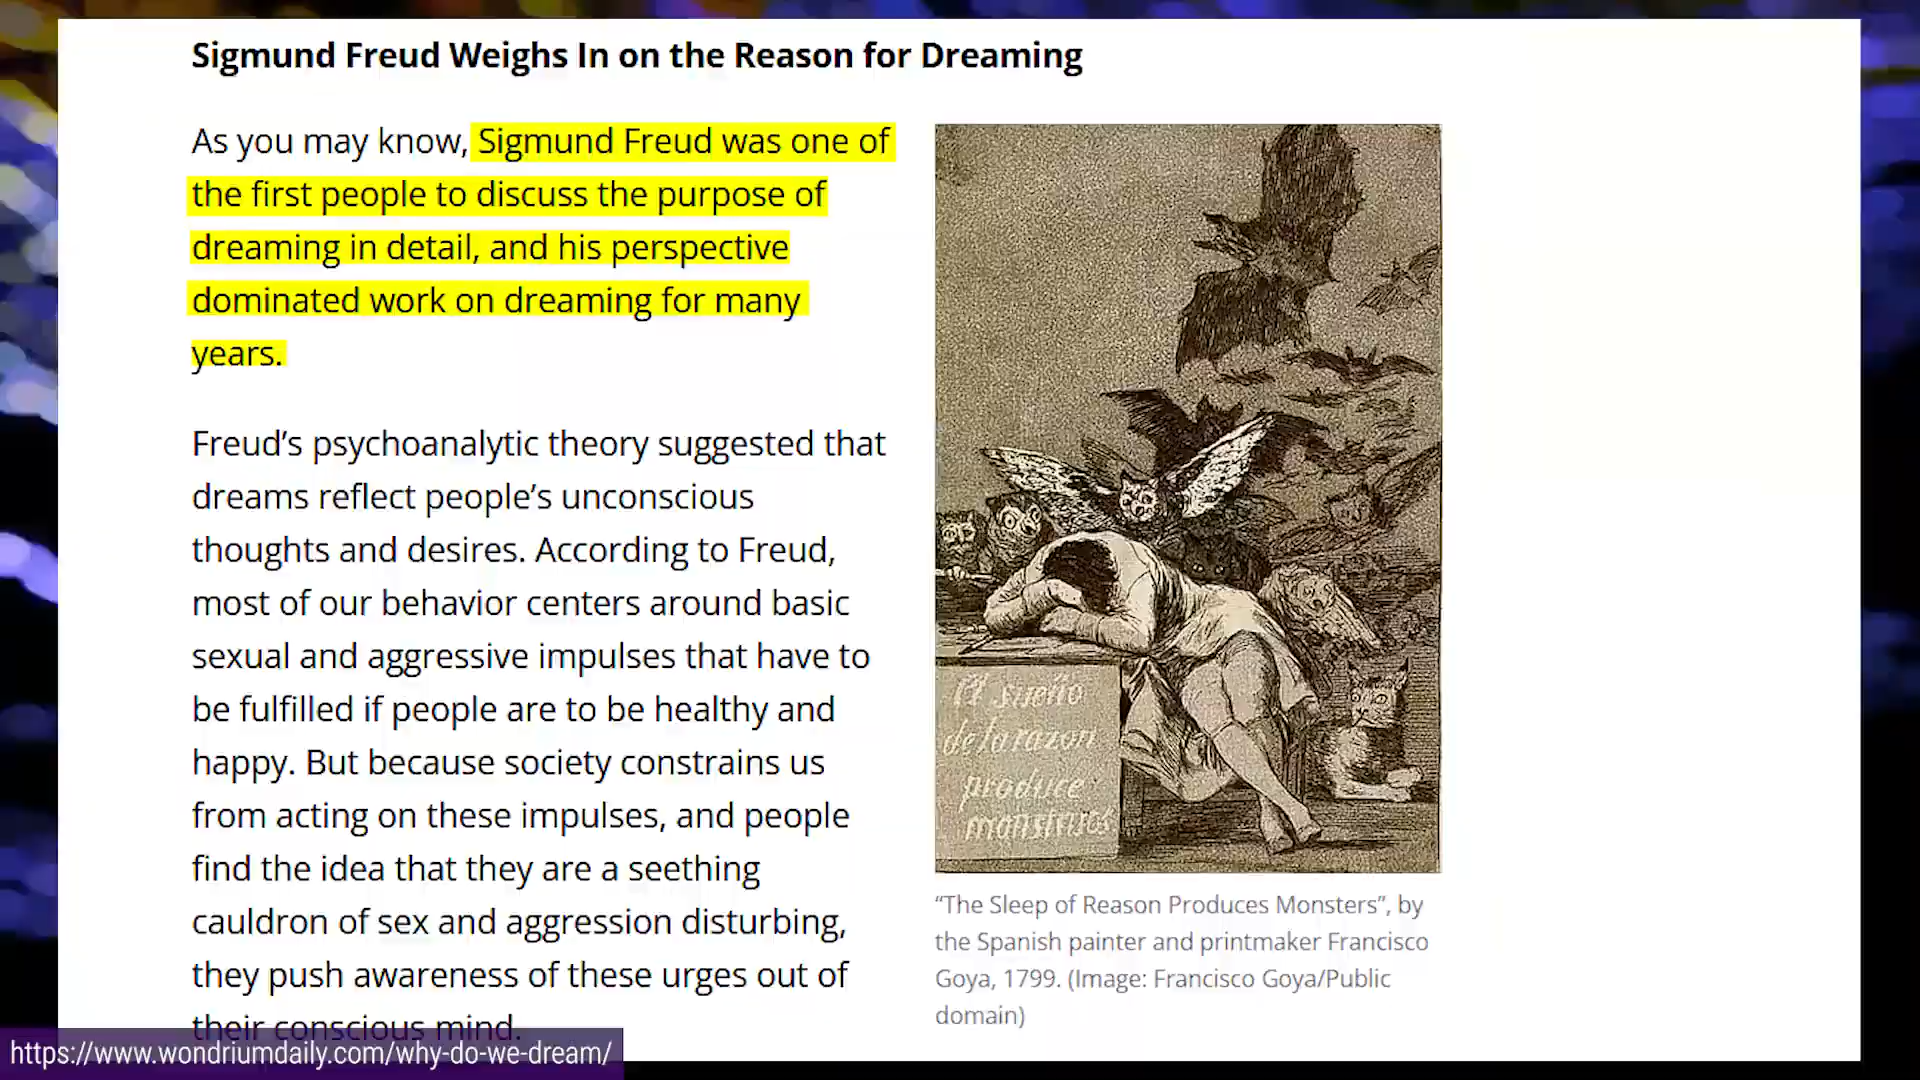 Sigmund Freud Weighs In on the Reason for Dreaming
As you may know, Sigmund Freud was one of
the first people to discuss the purpose of
dreaming in detail, and his perspective
dominated work on dreaming for many
years.
Freud’s psychoanalytic theory suggested that
dreams reflect people’s unconscious
thoughts and desires. According to Freud,
most of our behavior centers around basic
sexual and aggressive impulses that have to
be fulfilled if people are to be healthy and
happy. But because society constrains us
from acting on these impulses, and people
find the idea that they are a seething
cauldron of sex and aggression disturbing,
they push awareness of these urges out of
their conscious mind.
El sueño
de la razon
produce
monstruos
“The Sleep of Reason Produces Monsters”, by
the Spanish painter and printmaker Francisco
Goya, 1799. (Image: Francisco Goya/Public
domain)
https://www.wondriumdaily.com/why-do-we-dream/